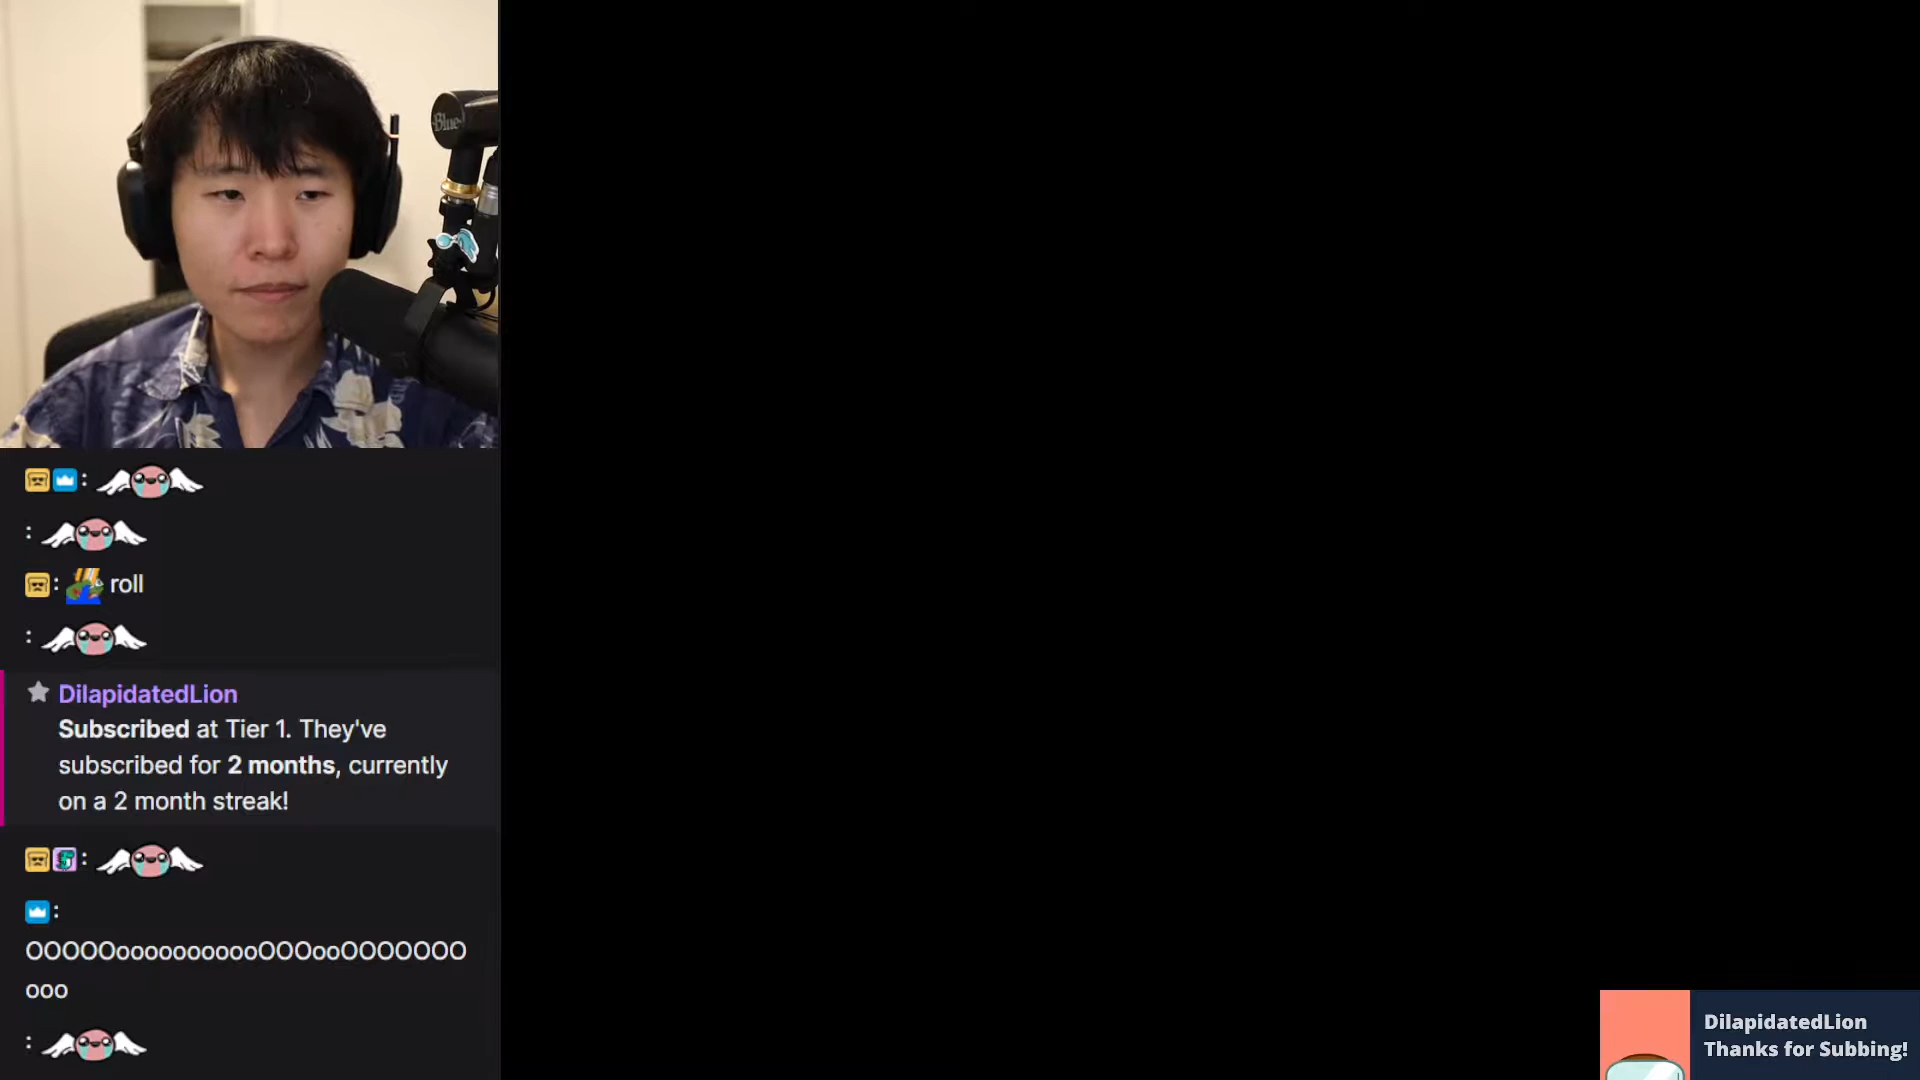 Blue
:
:
: roll
:
DilapidatedLion
Subscribed at Tier 1. They've
subscribed for 2 months, currently
on a 2 month streak!
:
:
OOOOOooooooooooOOOooOOOOOOO
ooo
:
DilapidatedLion
Thanks for Subbing!